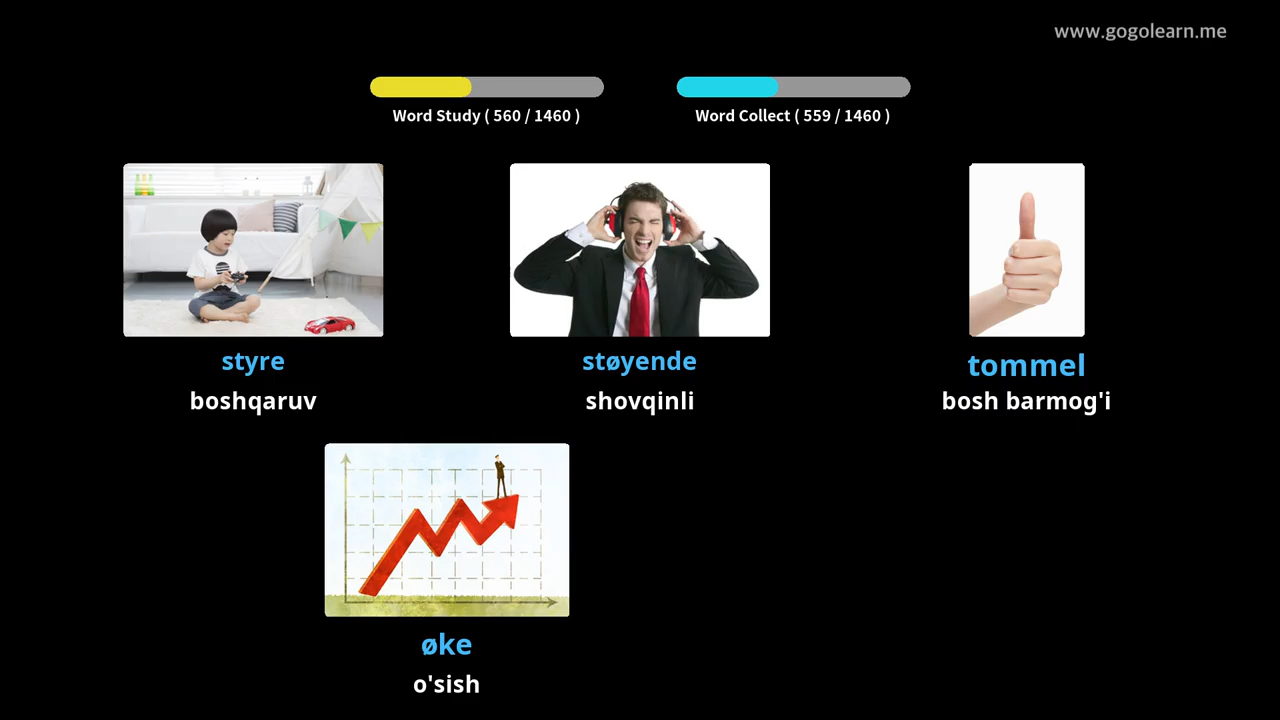 www.gogolearn.me
Word Study ( 560 / 1460 )
Word Collect ( 559 / 1460 )
styre
boshqaruv
støyende
shovqinli
tommel
bosh barmog'i
øke
o'sish